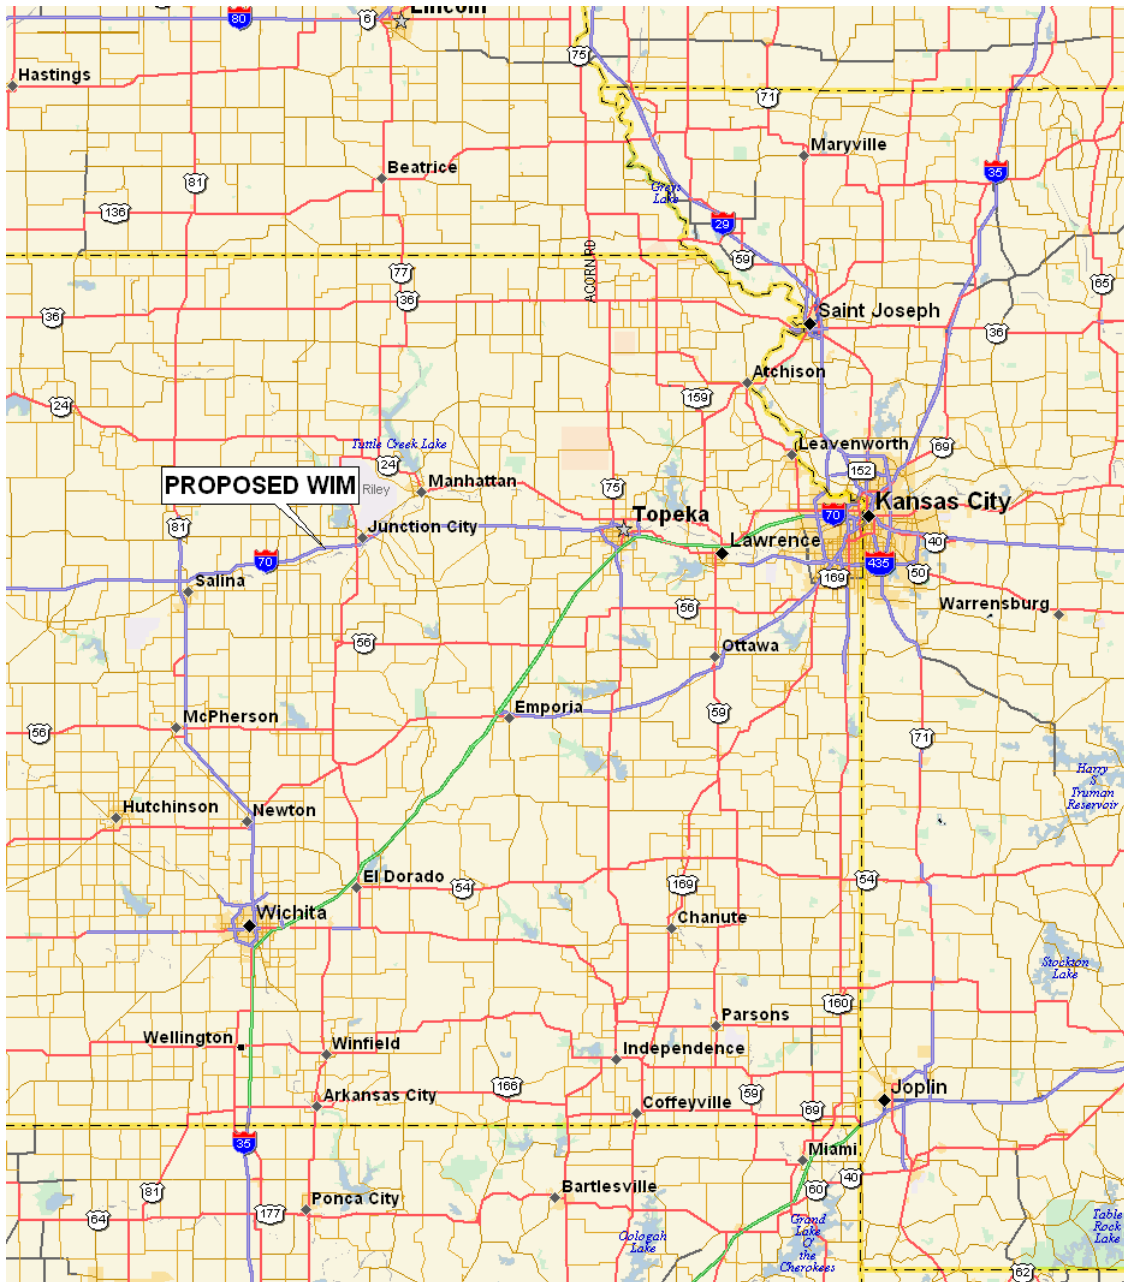 Lincoln
80
6
75
Hastings
71
Maryville
Beatrice
35
81
Greys
Lake
136
29
59
77
ACORN RD
65
36
36
Saint Joseph
36
Atchison
159
24
Tuttle Creek Lake
24
Leavenworth
69
152
PROPOSED WIM
Riley
Manhattan
75
Kansas City
70
Topeka
81
Junction City
Lawrence
40
70
435
50
169
Salina
56
Warrensburg
56
Ottawa
Emporia
59
McPherson
56
71
Harry
S
Truman
Reservoir
Hutchinson
Newton
El Dorado
54
169
54
Wichita
Chanute
Stockton
Lake
160
Parsons
Wellington
Winfield
Independence
166
59
Joplin
Arkansas City
Coffeyville
69
35
Miami
40
60
81
Ponca City
Bartlesville
64
177
Oologah
Lake
Grand
Lake
O'
the
Cherokees
Table
Rock
Lake
62